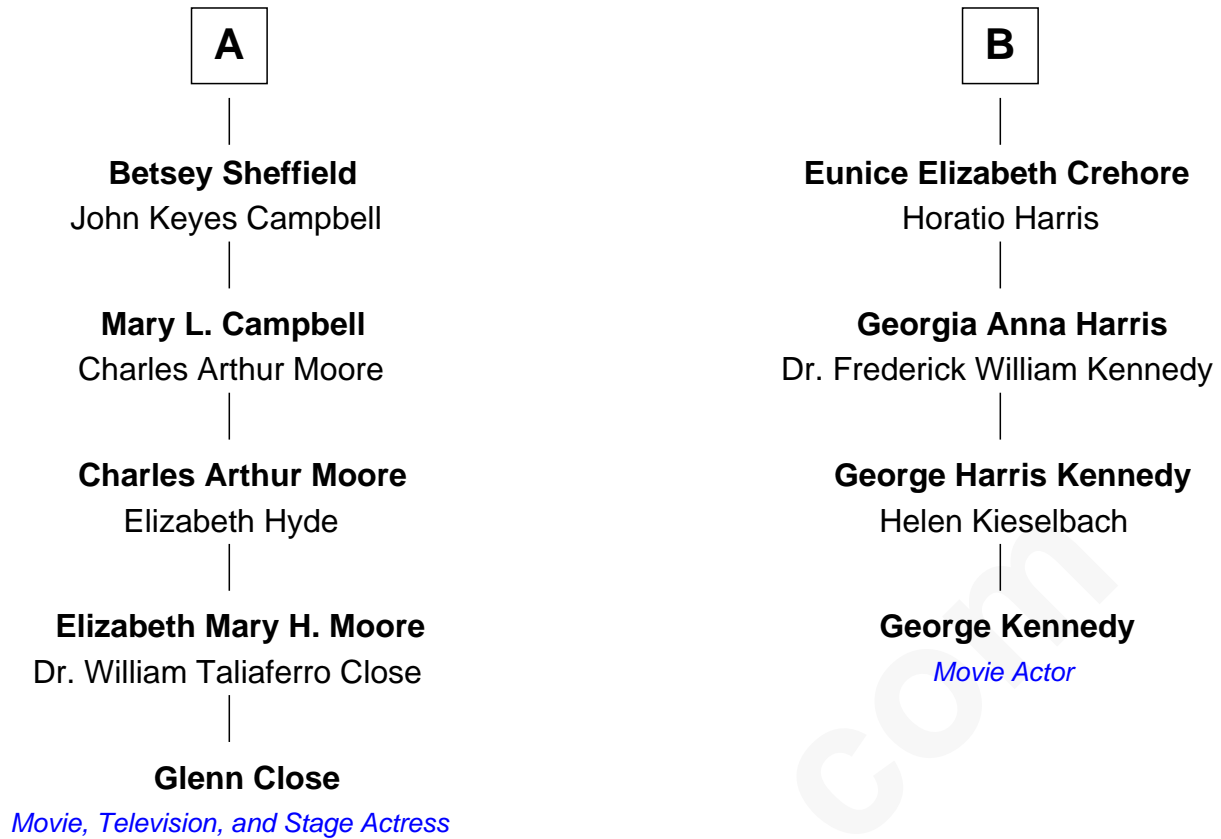 A
Betsey Sheffield
John Keyes Campbell
Mary L. Campbell
Charles Arthur Moore
Charles Arthur Moore
Elizabeth Hyde
Elizabeth Mary H. Moore
Dr. William Taliaferro Close
Glenn Close
Movie, Television, and Stage Actress
B
Eunice Elizabeth Crehore
Horatio Harris
Georgia Anna Harris
Dr. Frederick William Kennedy
George Harris Kennedy
Helen Kieselbach
George Kennedy
Movie Actor
com